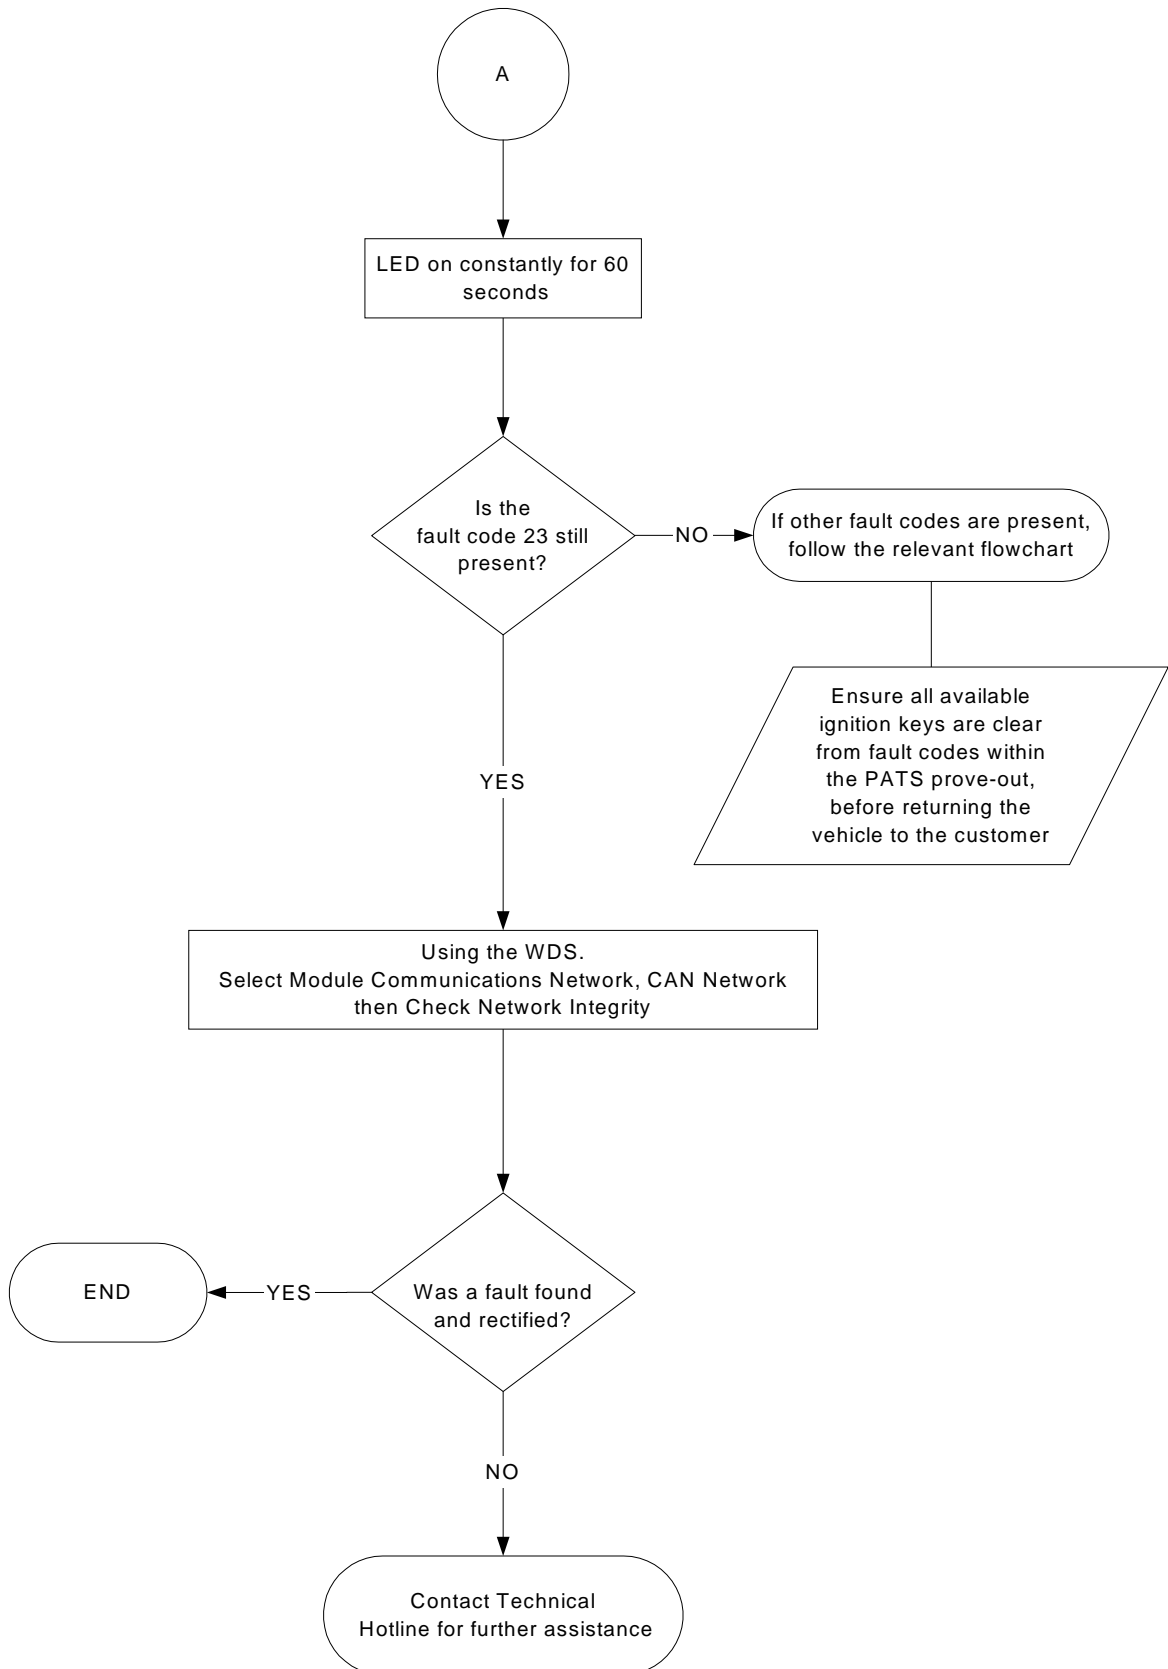 A
LED on constantly for 60
seconds
Is the
fault code 23 still
present?
NO
If other fault codes are present,
follow the relevant flowchart
Ensure all available
ignition keys are clear
from fault codes within
the PATS prove-out,
before returning the
vehicle to the customer
YES
Using the WDS.
Select Module Communications Network, CAN Network
then Check Network Integrity
Was a fault found
and rectified?
YES
END
NO
Contact Technical
Hotline for further assistance